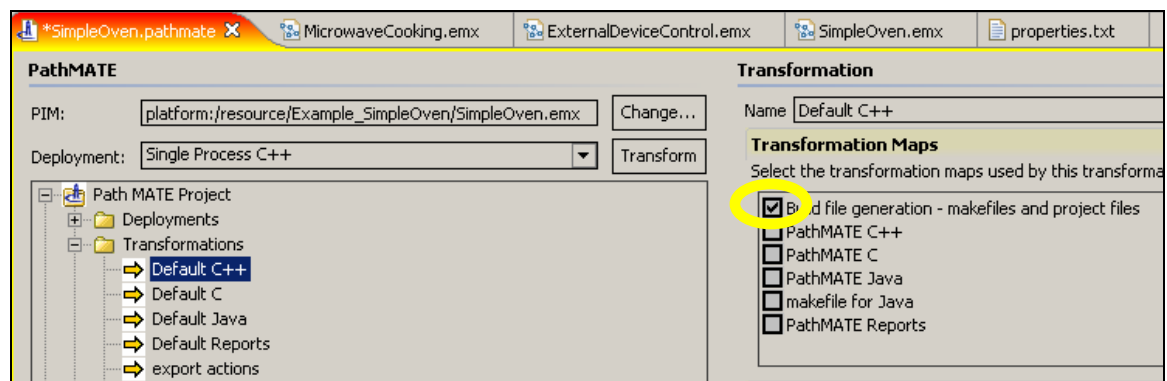 *SimpleOven.pathmate MicrowaveCooking.emx ExternalDeviceControl.emx SimpleOven.emx properties.txt
PathMATE
PIM: platform:/resource/Example_SimpleOven/SimpleOven.emx Change...
Deployment: Single Process C++ Transform
Path MATE Project
Deployments
Transformations
Default C++
Default C
Default Java
Default Reports
export actions
Transformation
Name Default C++
Transformation Maps
Select the transformation maps used by this transforma
Build file generation - makefiles and project files
PathMATE C++
PathMATE C
PathMATE Java
makefile for Java
PathMATE Reports